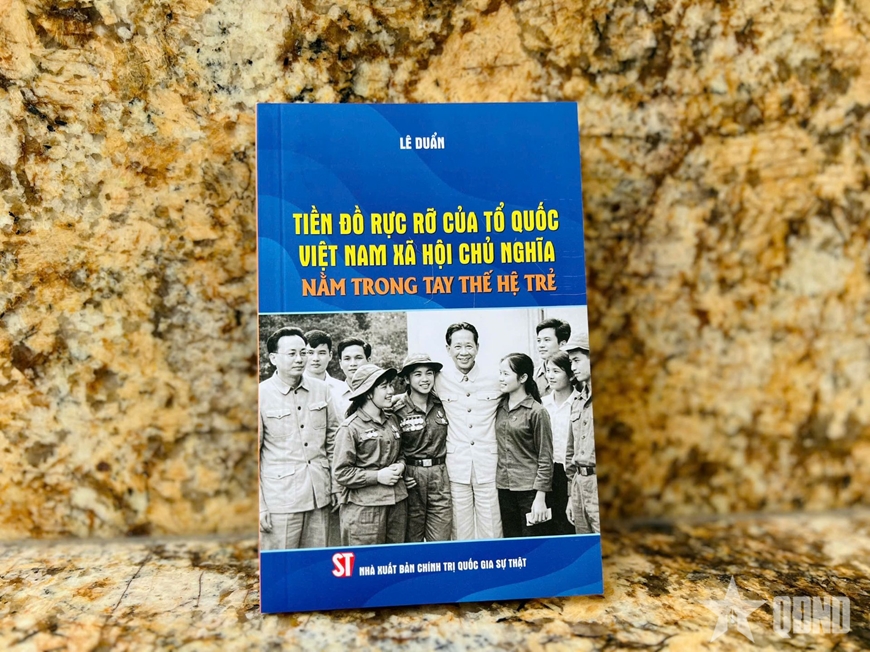 LÊ DUẨN
TIỀN ĐỒ RỰC RỠ CỦA TỔ QUỐC
VIỆT NAM XÃ HỘI CHỦ NGHĨA
NẰM TRONG TAY THẾ HỆ TRẺ
ST NHÀ XUẤT BẢN CHÍNH TRỊ QUỐC GIA SỰ THẬT
QĐND